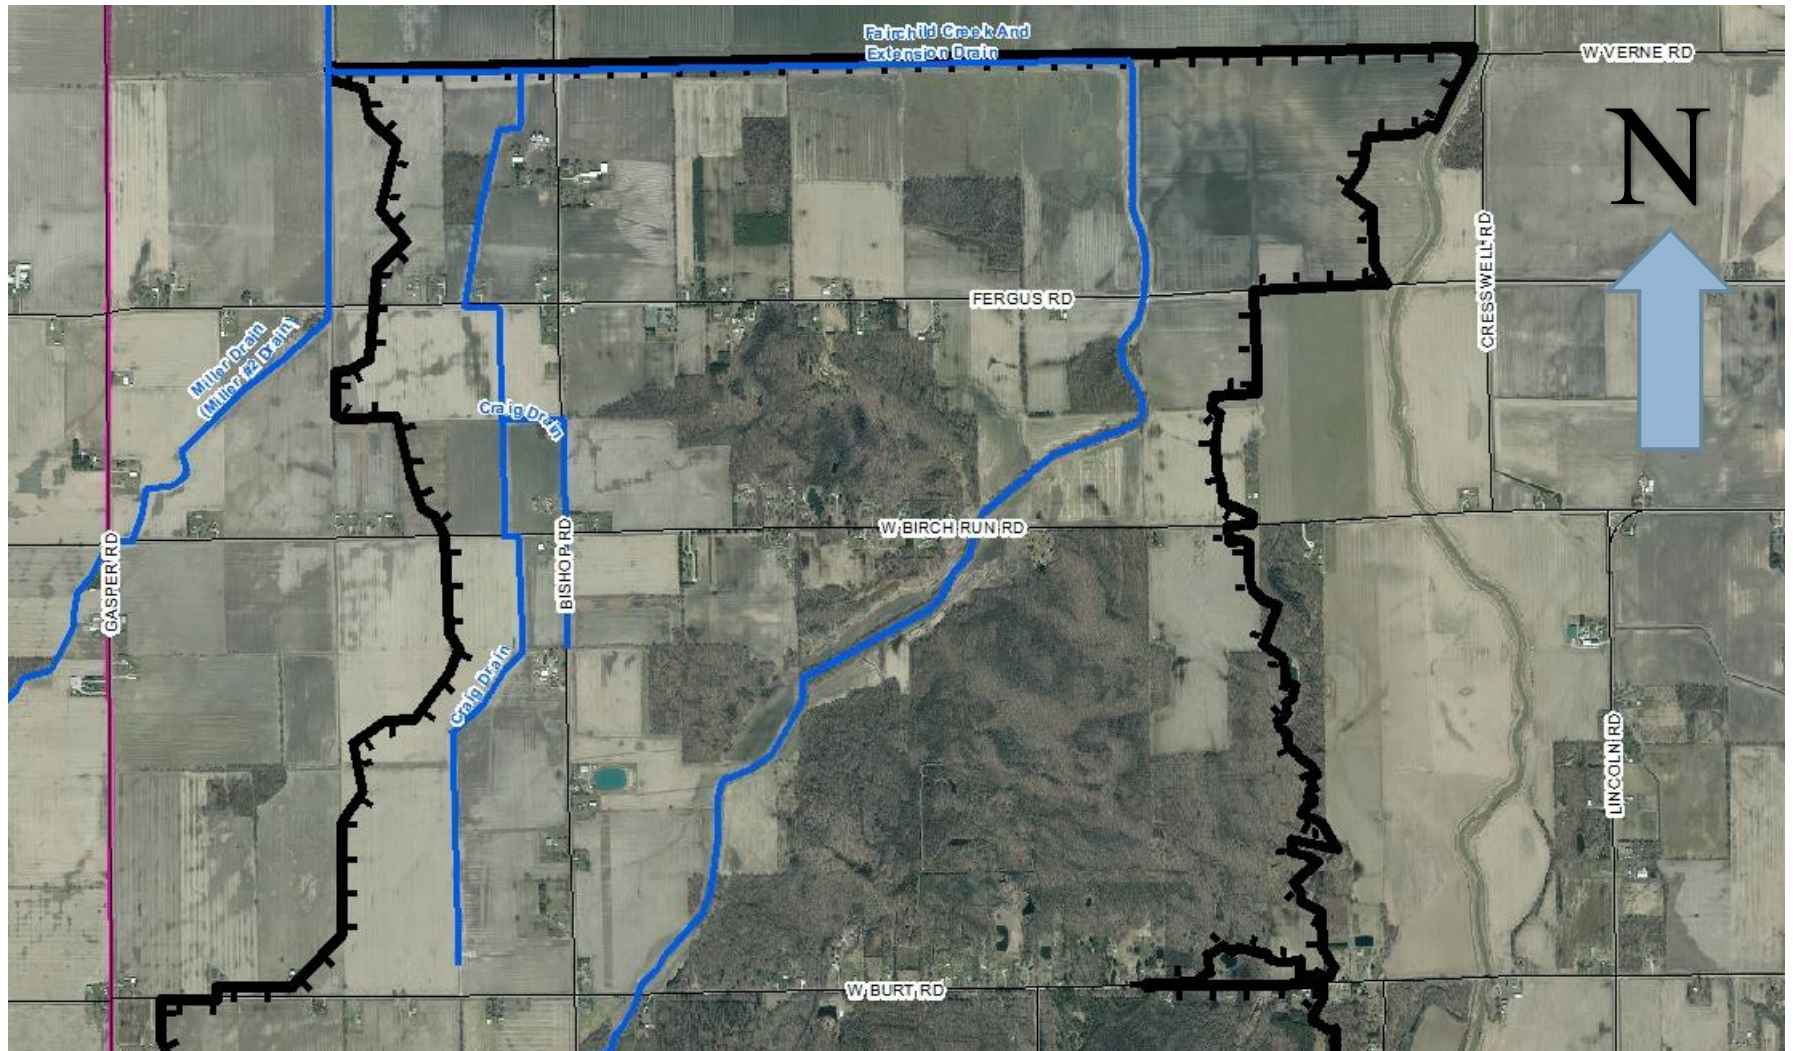 Fairchild Creek And
Extension Drain
W VERNE RD
N
CRESSWELL RD
FERGUS RD
Miller Drain
(Miller #2 Drain)
Craig Drain
W BIRCH RUN RD
BISHOP RD
GASPER RD
Craig Drain
LINCOLN RD
W BURT RD